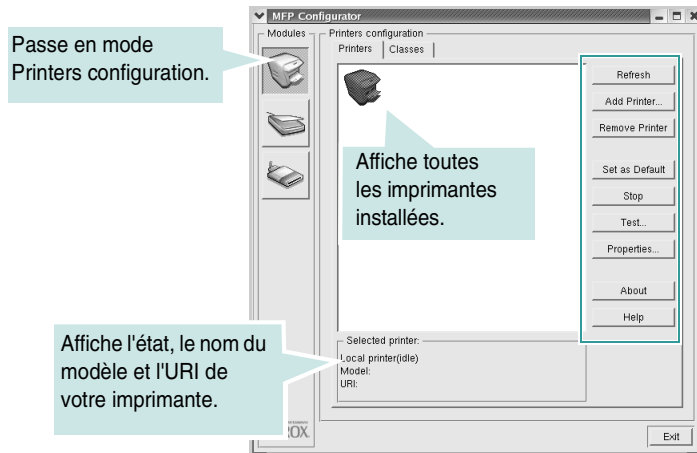 MFP Configurator
Modules
Printers configuration
Printers
Classes
Passe en mode
Printers configuration.
Affiche toutes
les imprimantes
installées.
Refresh
Add Printer...
Remove Printer
Set as Default
Stop
Test...
Properties...
About
Help
Affiche l'état, le nom du
modèle et l'URI de
votre imprimante.
Selected printer:
Local printer(idle)
Model:
URI:
Exit